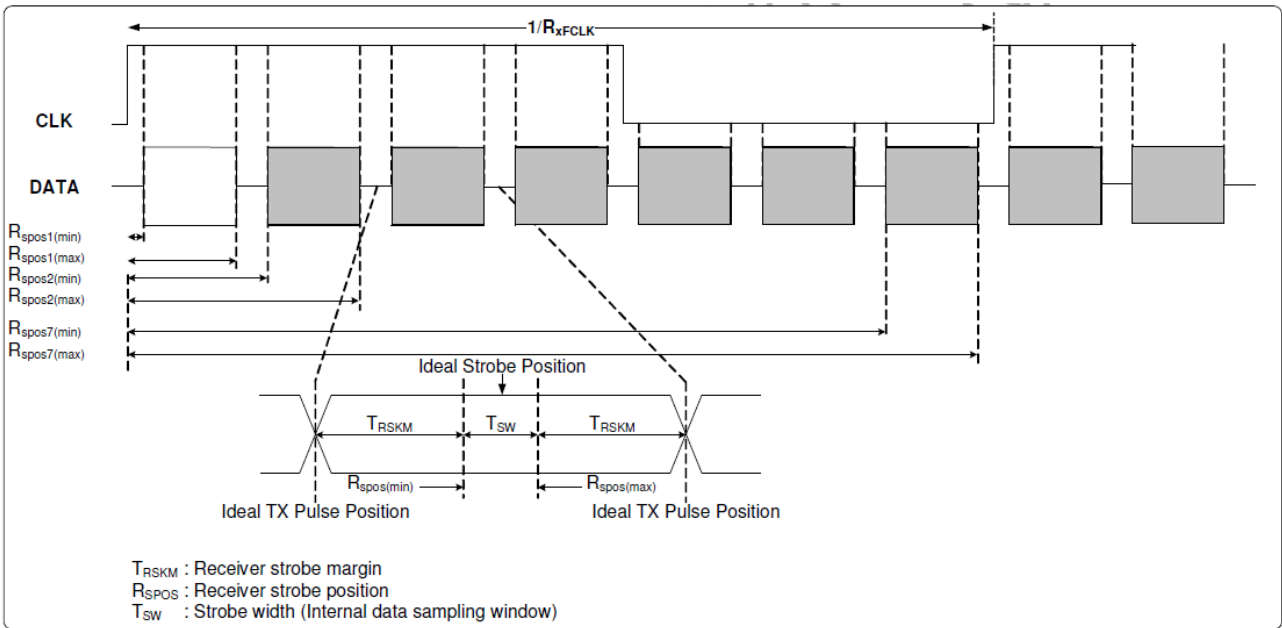 1/RxFCLK
CLK
DATA
Rspos1(min)
Rspos1(max)
Rspos2(min)
Rspos2(max)
Rspos7(min)
Rspos7(max)
Ideal Strobe Position
TRSKM TSW TRSKM
Rspos(min) Rspos(max)
Ideal TX Pulse Position Ideal TX Pulse Position
TRSKM : Receiver strobe margin
RSPOS : Receiver strobe position
TSW : Strobe width (Internal data sampling window)